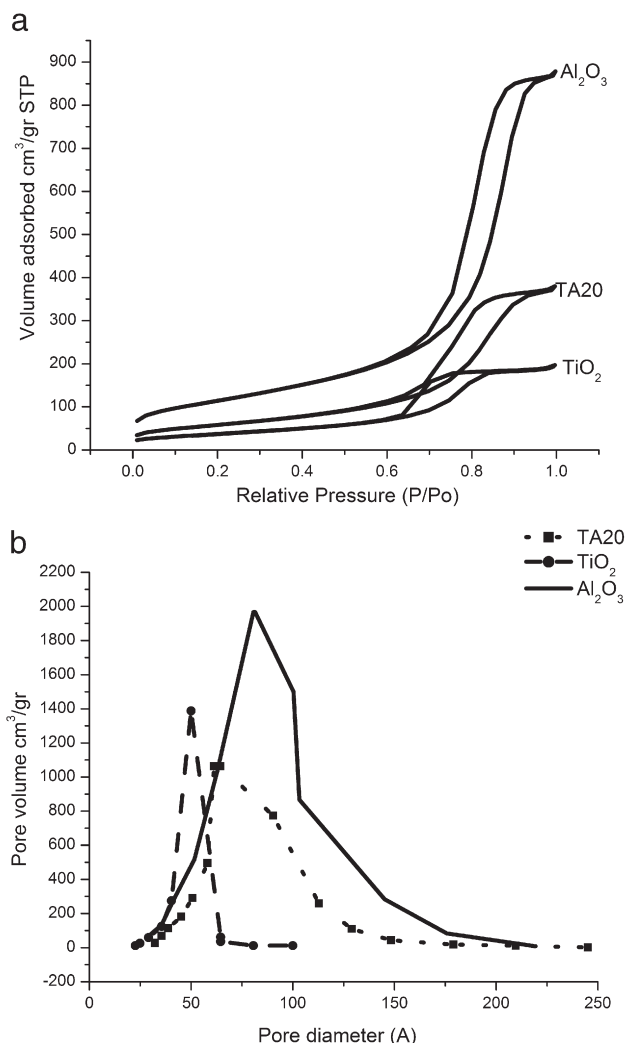 a
Volume adsorbed cm³/gr STP
900
800
700
600
500
400
300
200
100
0
Al₂O₃
TA20
TiO₂
0.0 0.2 0.4 0.6 0.8 1.0
Relative Pressure (P/Po)
b
TA20
TiO₂
Al₂O₃
Pore volume cm³/gr
2200
2000
1800
1600
1400
1200
1000
800
600
400
200
0
-200
0 50 100 150 200 250
Pore diameter (A)